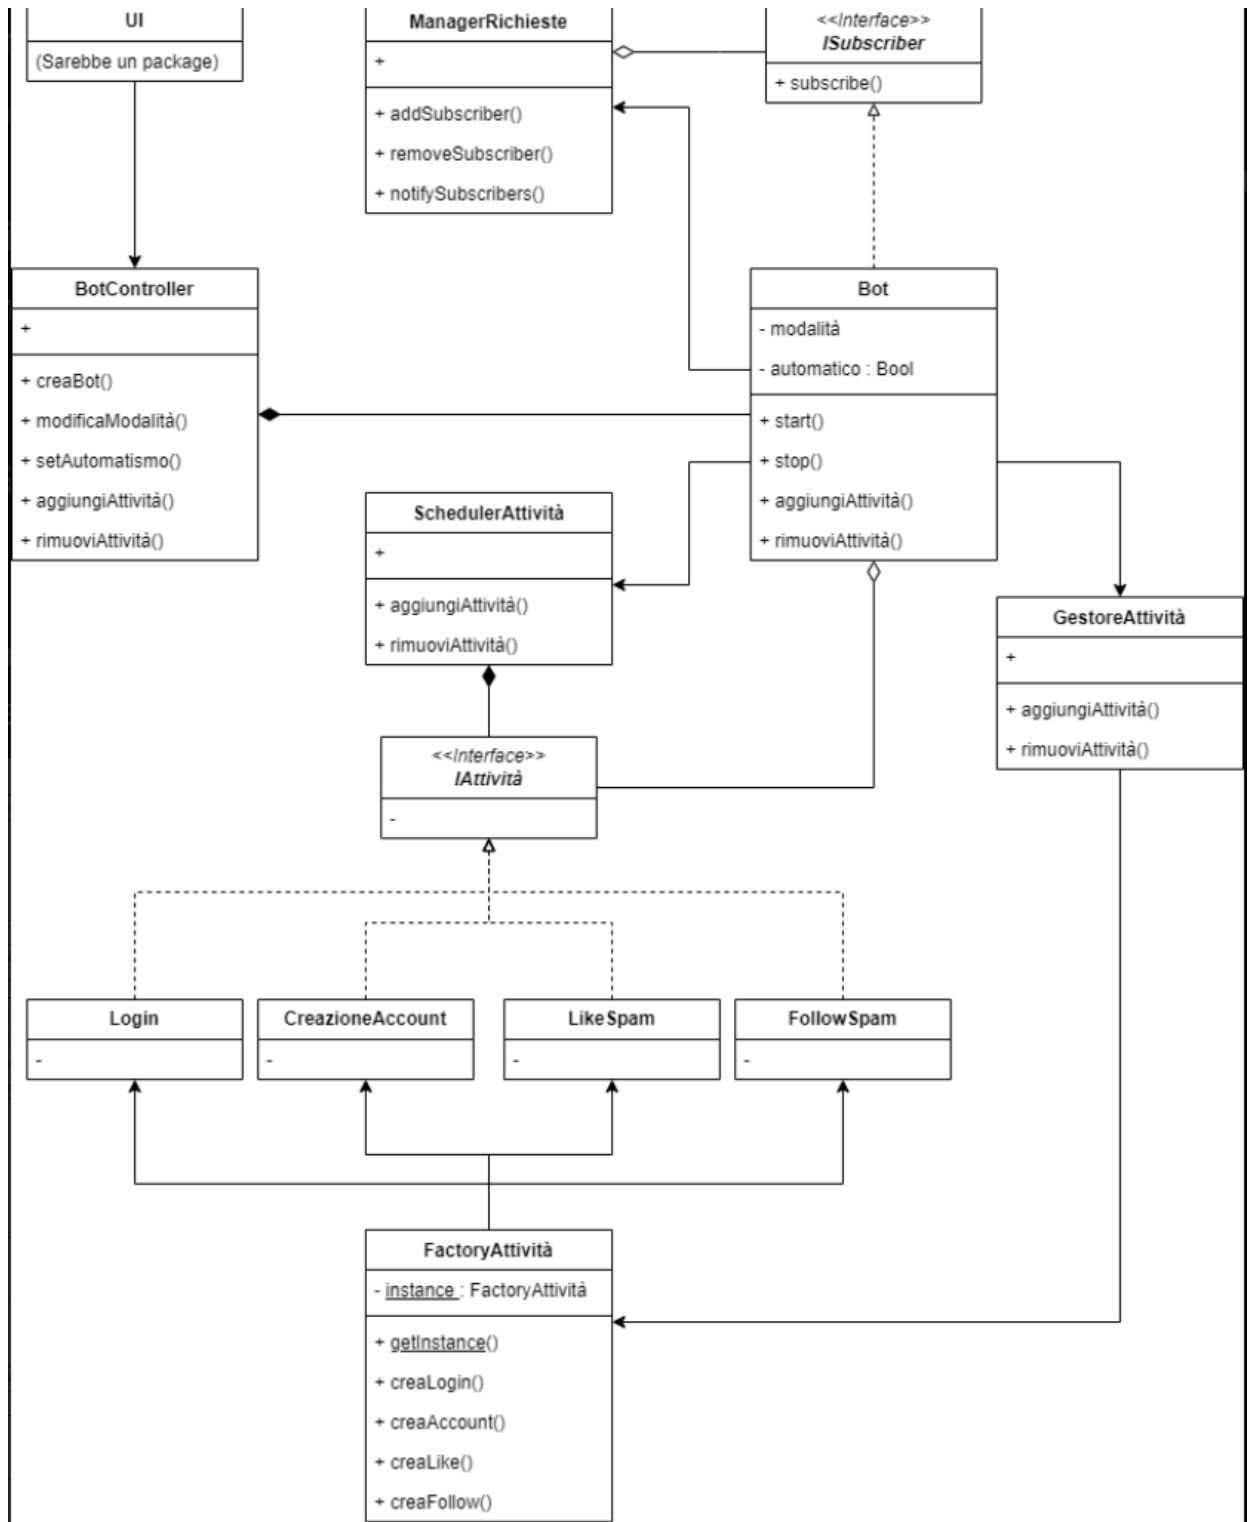 UI
(Sarebbe un package)
ManagerRichieste
+
+ addSubscriber()
+ removeSubscriber()
+ notifySubscribers()
<<Interface>>
ISubscriber
+ subscribe()
BotController
+
+ creaBot()
+ modificaModalità()
+ setAutomatismo()
+ aggiungiAttività()
+ rimuoviAttività()
Bot
- modalità
- automatico : Bool
+ start()
+ stop()
+ aggiungiAttività()
+ rimuoviAttività()
SchedulerAttività
+
+ aggiungiAttività()
+ rimuoviAttività()
GestoreAttività
+
+ aggiungiAttività()
+ rimuoviAttività()
<<Interface>>
IAttività
-
Login
-
CreazioneAccount
-
LikeSpam
-
FollowSpam
-
FactoryAttività
- instance : FactoryAttività
+ getInstance()
+ creaLogin()
+ creaAccount()
+ creaLike()
+ creaFollow()